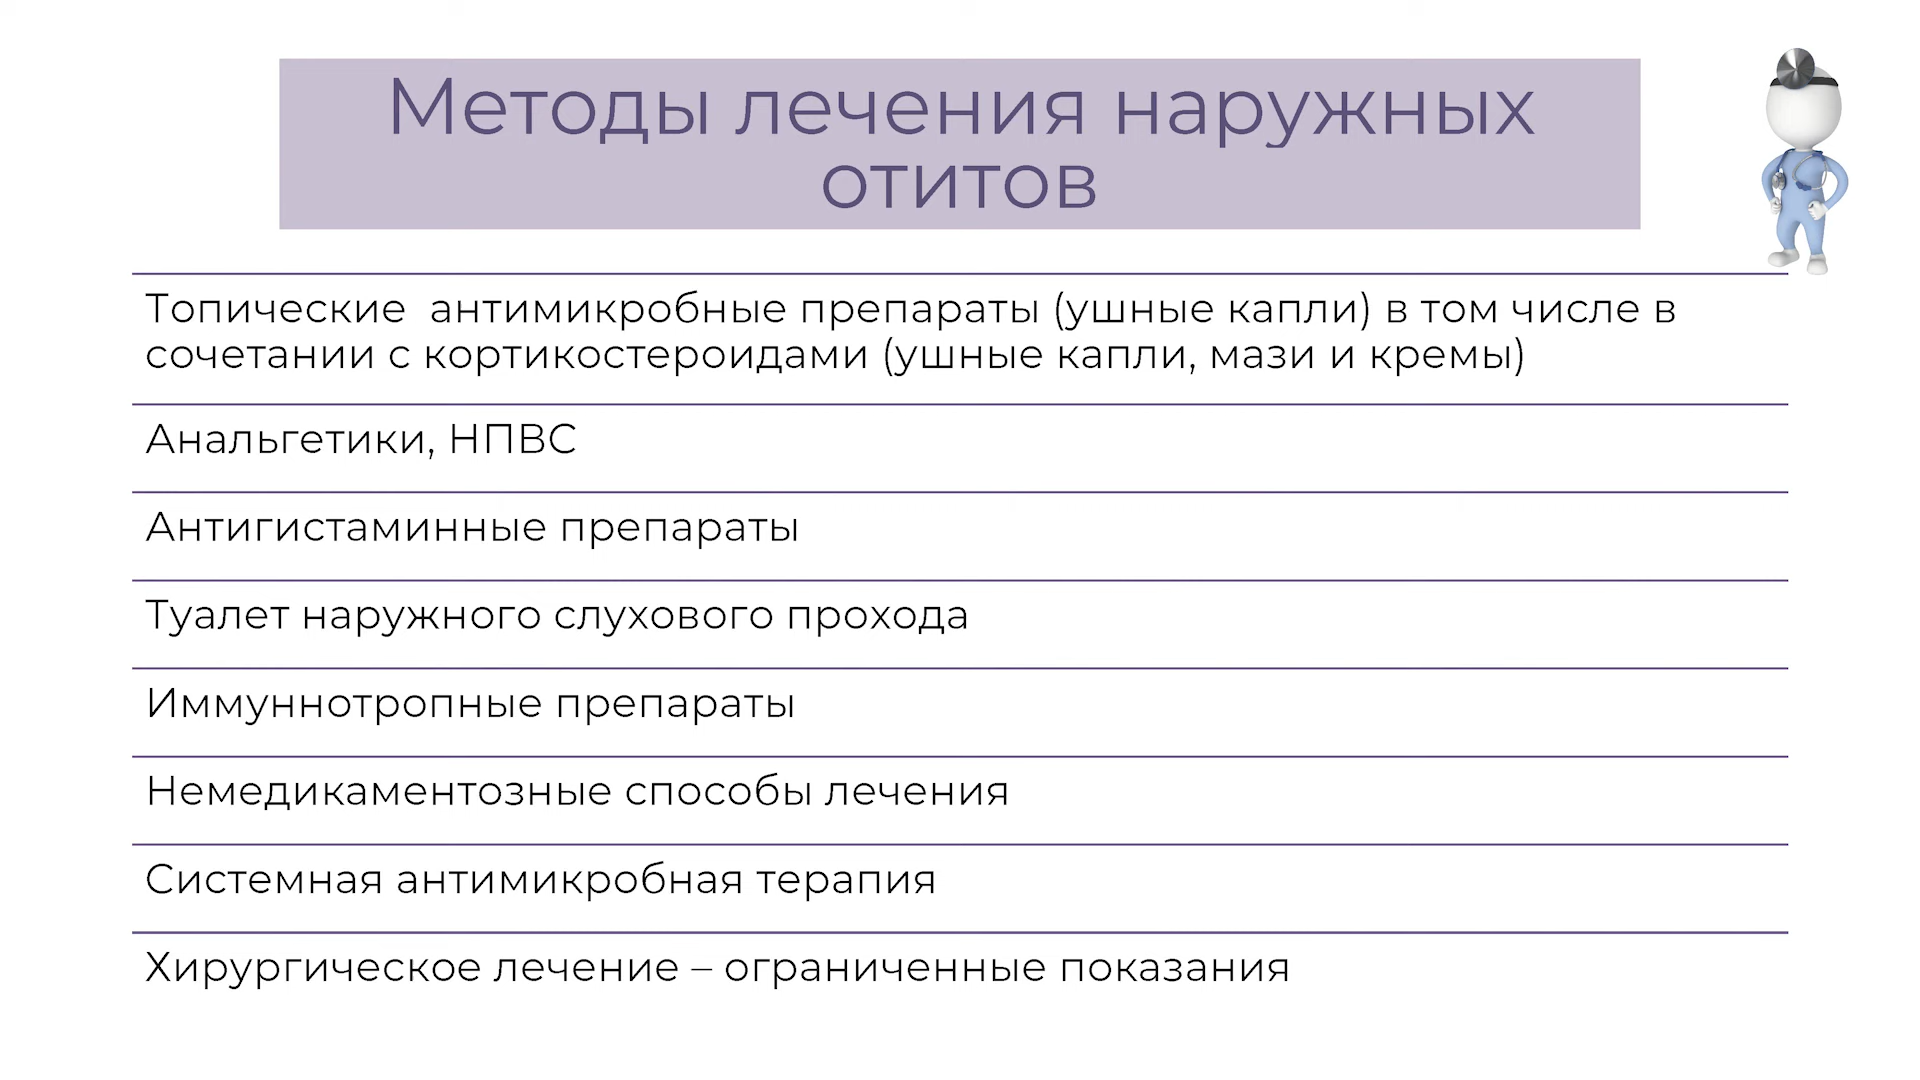 Методы лечения наружных
отитов
Топические  антимикробные препараты (ушные капли) в том числе в
сочетании с кортикостероидами (ушные капли, мази и кремы)
Анальгетики, НПВС
Антигистаминные препараты
Туалет наружного слухового прохода
Иммуннотропные препараты
Немедикаментозные способы лечения
Системная антимикробная терапия
Хирургическое лечение – ограниченные показания